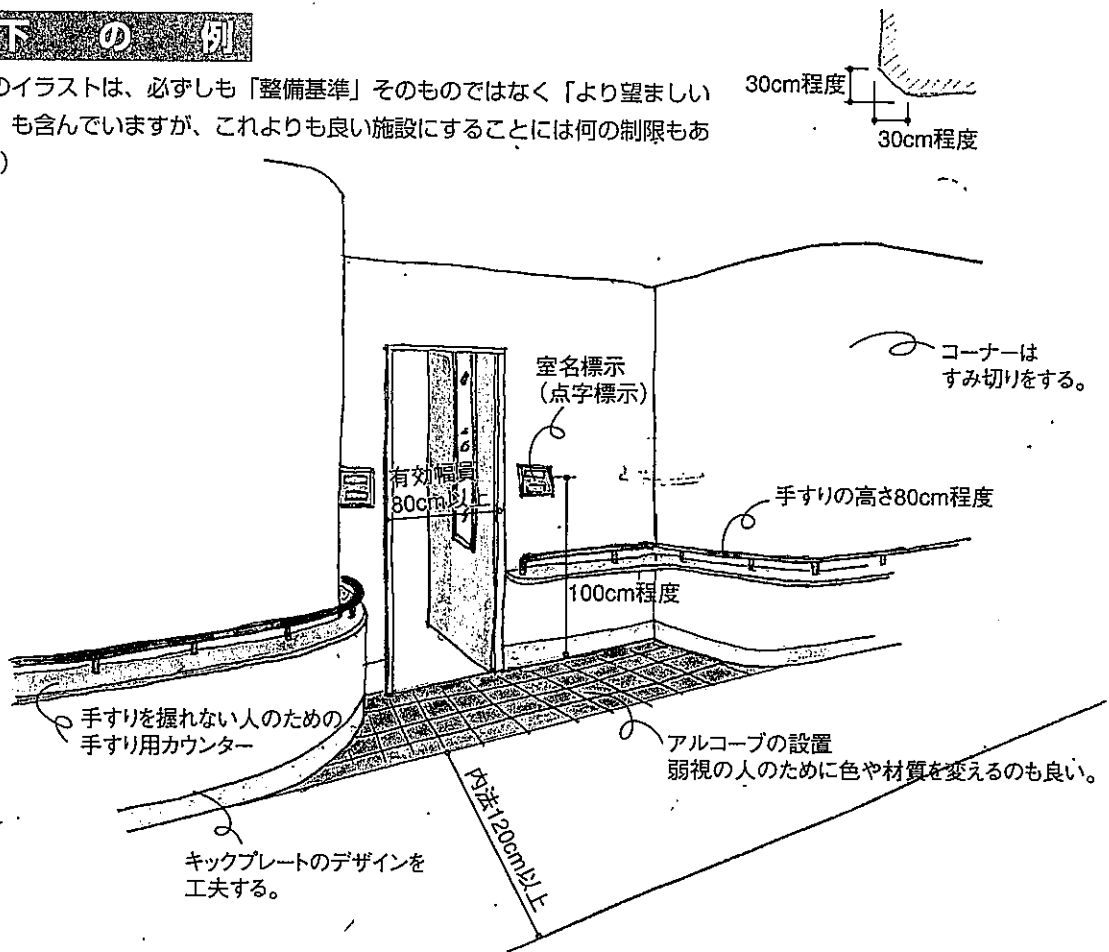 下の例
のイラストは、必ずしも「整備基準」そのものではなく「より望ましい
」も含んでいますが、これよりも良い施設にすることには何の制限もあ
）
30cm程度
30cm程度
コーナーは
すみ切りをする。
室名標示
（点字標示）
有効幅員
80cm以上
手すりの高さ80cm程度
100cm程度
手すりを握れない人のための
手すり用カウンター
アルコーブの設置
弱視の人のために色や材質を変えるのも良い。
内法120cm以上
キックプレートのデザインを
工夫する。